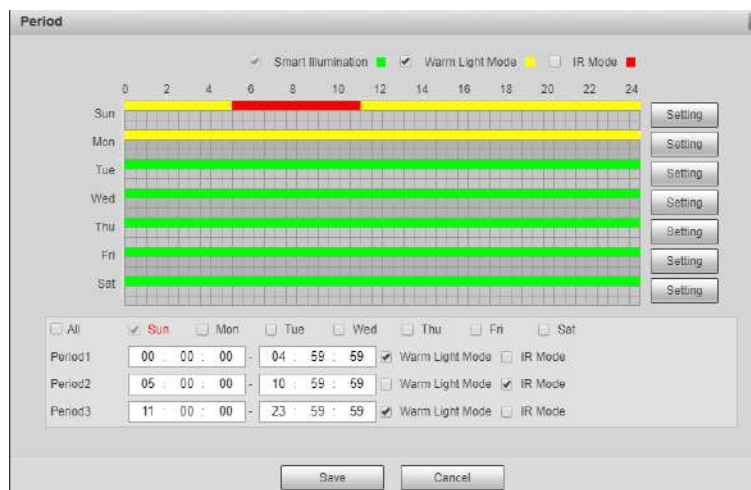 Period
Smart Illumination Warm Light Mode IR Mode
0 2 4 6 8 10 12 14 16 18 20 22 24
Sun Setting
Mon Setting
Tue Setting
Wed Setting
Thu Setting
Fri Setting
Sat Setting
All Sun Mon Tue Wed Thu Fri Sat
Period1 00 : 00 : 00 - 04 : 59 : 59 Warm Light Mode IR Mode
Period2 05 : 00 : 00 - 10 : 59 : 59 Warm Light Mode IR Mode
Period3 11 : 00 : 00 - 23 : 59 : 59 Warm Light Mode IR Mode
Save Cancel